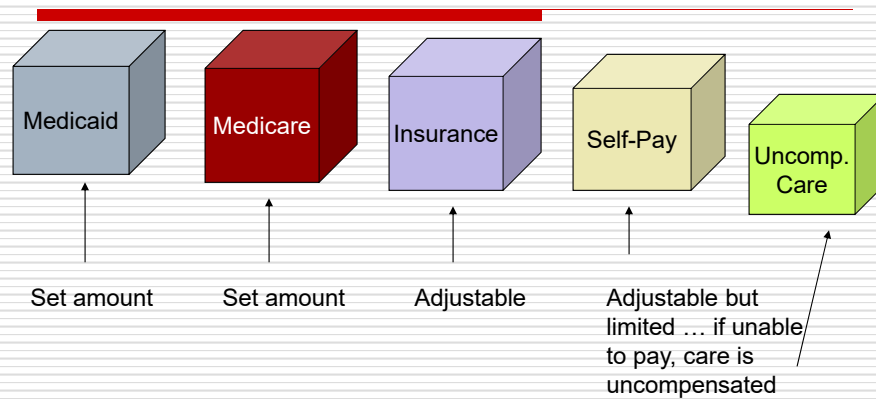 Medicaid
Medicare
Insurance
Self-Pay
Uncomp.
Care
Set amount
Set amount
Adjustable
Adjustable but
limited … if unable
to pay, care is
uncompensated